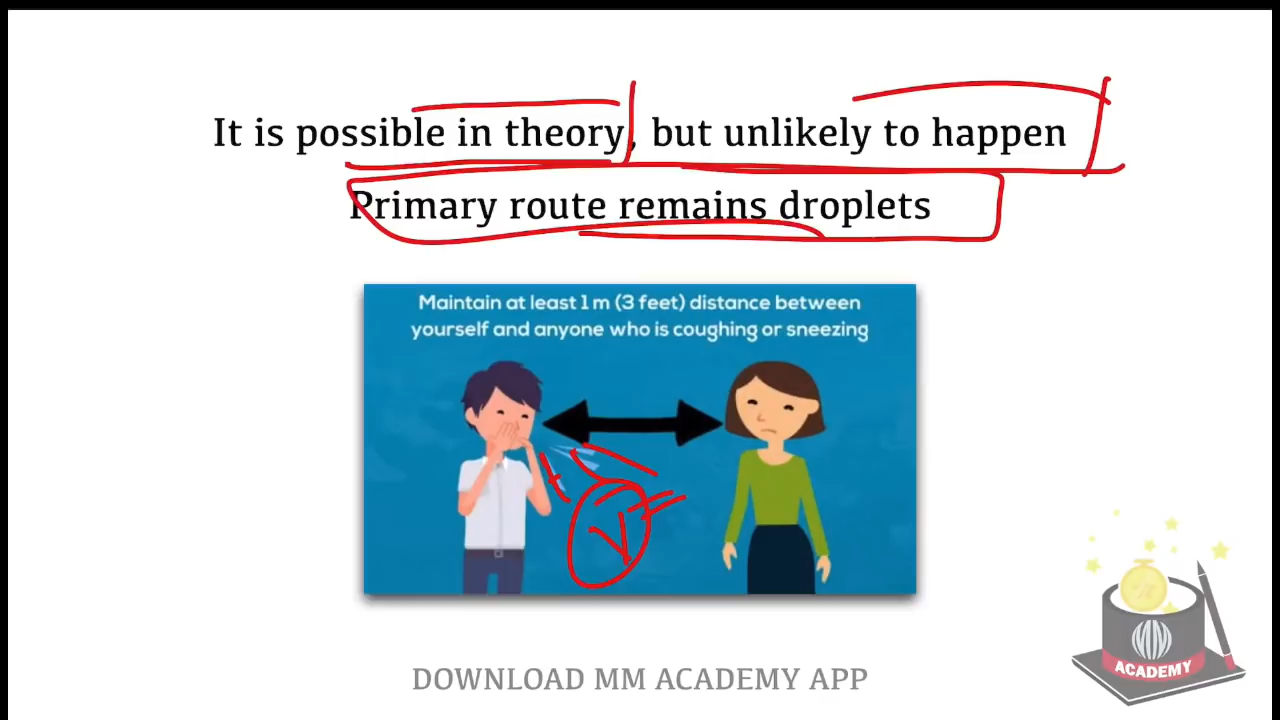 It is possible in theory, but unlikely to happen
Primary route remains droplets
Maintain at least 1 m (3 feet) distance between
yourself and anyone who is coughing or sneezing
MM
ACADEMY
DOWNLOAD MM ACADEMY APP